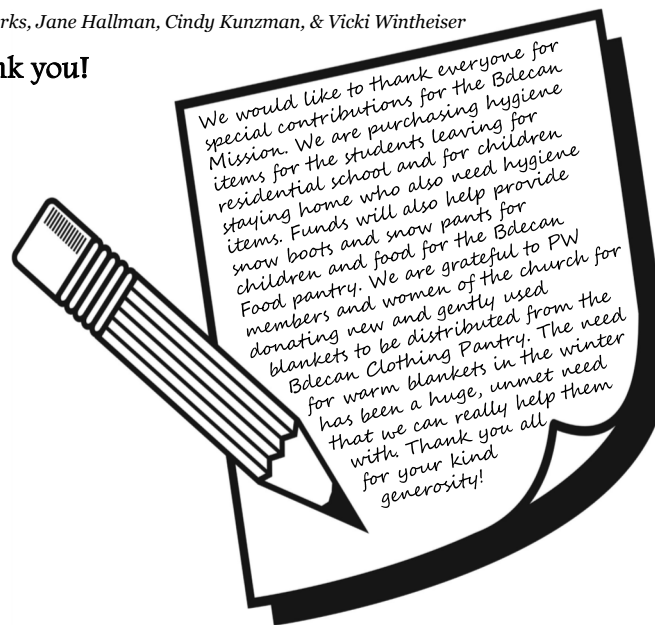 rks, Jane Hallman, Cindy Kunzman, & Vicki Wintheiser
nk you!
We would like to thank everyone for
special contributions for the Bdecan
Mission. We are purchasing hygiene
items for the students leaving for
residential school and for children
staying home who also need hygiene
items. Funds will also help provide
snow boots and snow pants for
children and food for the Bdecan
Food pantry. We are grateful to PW
members and women of the church for
donating new and gently used
blankets to be distributed from the
Bdecan Clothing Pantry. The need
for warm blankets in the winter
has been a huge, unmet need
that we can really help them
with. Thank you all
for your kind
generosity!